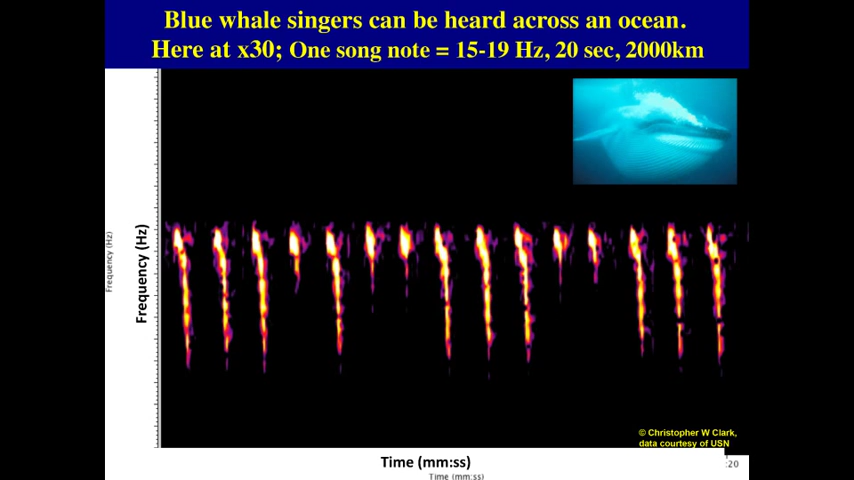 Blue whale singers can be heard across an ocean.
Here at x30; One song note = 15-19 Hz, 20 sec, 2000km
Frequency (Hz)
Frequency (Hz)
© Christopher W Clark,
data courtesy of USN
Time (mm:ss)
:20
Time (mm:ss)